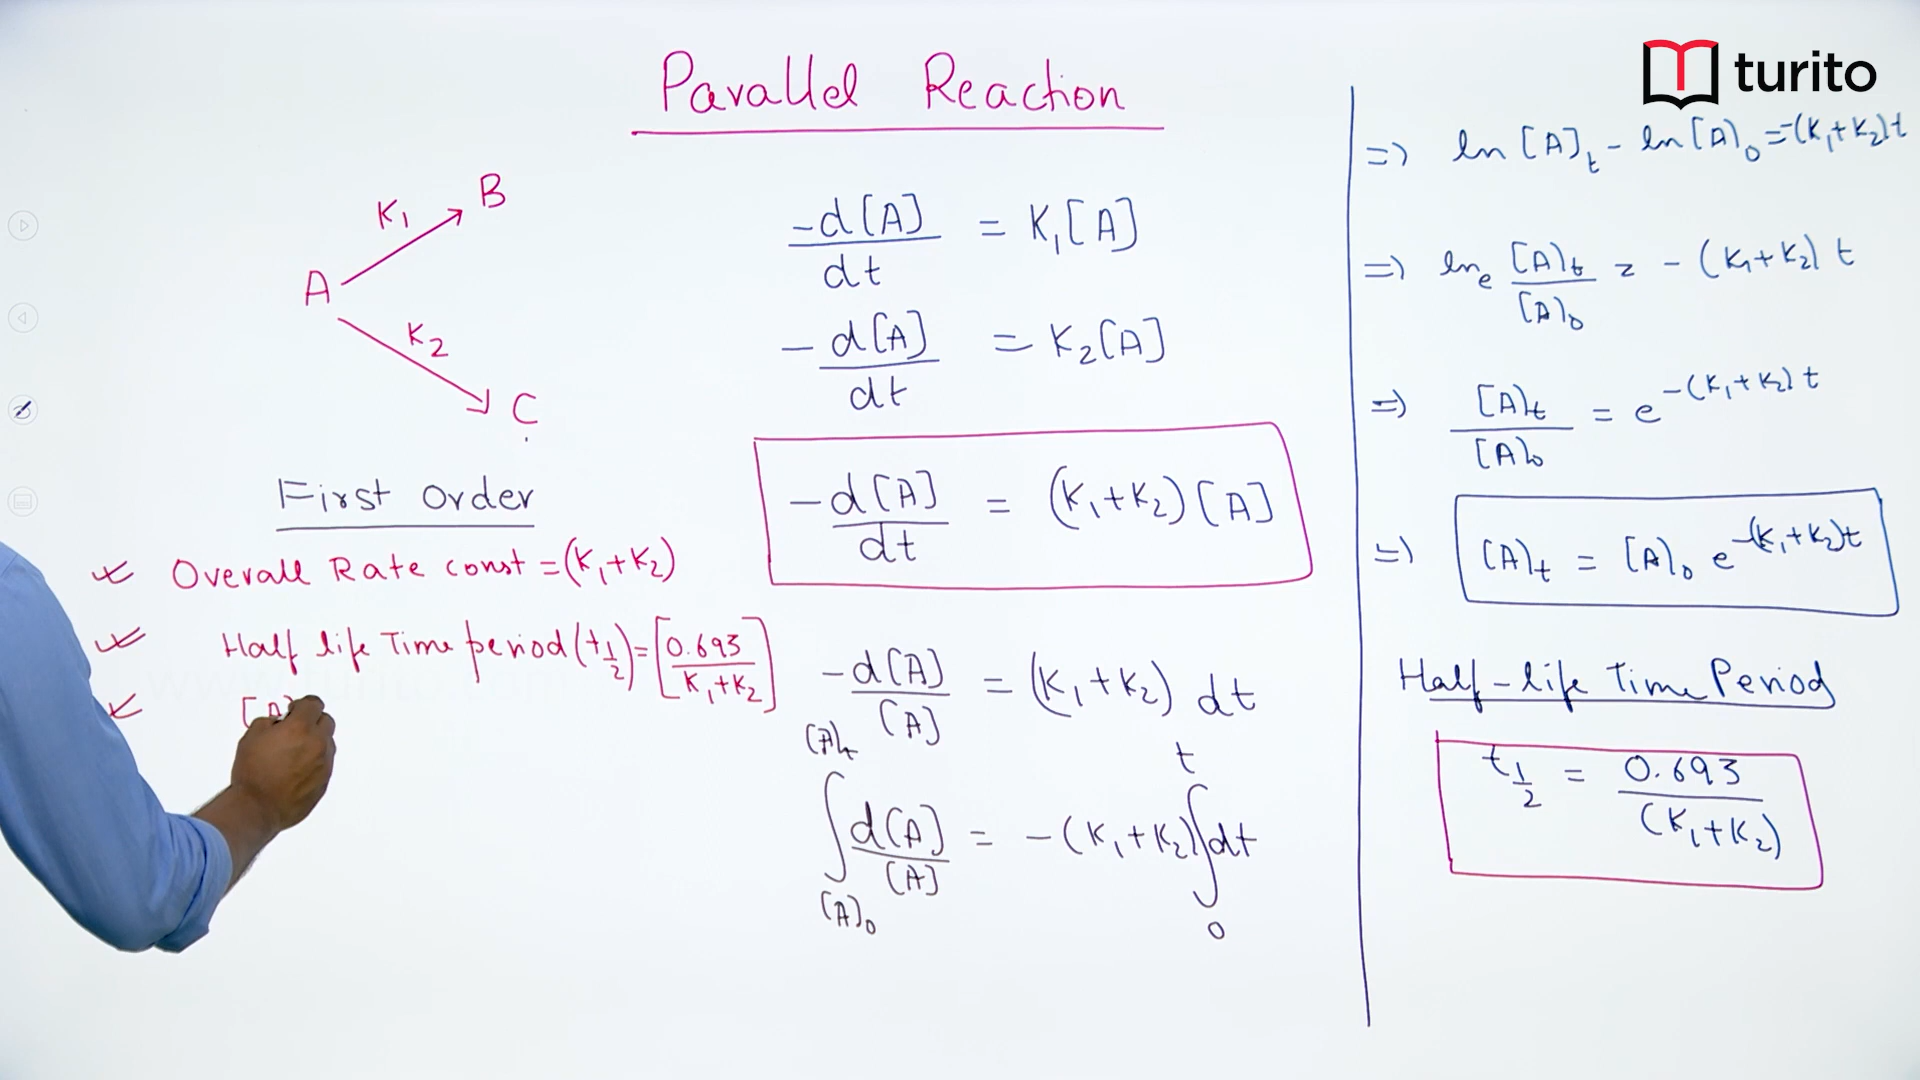 turito
Parallel Reaction
K₁
B
A
K₂
C
First Order
Overall Rate const = (K₁+K₂)
Half life Time period (t½) = [0.693/K₁+K₂]
[A]
-d[A]/dt = K₁[A]
-d[A]/dt = K₂[A]
-d[A]/dt = (K₁+K₂)[A]
-d[A]/[A] = (K₁+K₂) dt
∫_[A]₀^[A]t d[A]/[A] = -(K₁+K₂) ∫_0^t dt
=> ln [A]t - ln [A]₀ = -(K₁+K₂)t
=> lnₑ [A]t/[A]₀ = - (K₁+K₂) t
=> [A]t/[A]₀ = e^-(K₁+K₂)t
=> [A]t = [A]₀ e^-(K₁+K₂)t
Half-life Time Period
t½ = 0.693/(K₁+K₂)